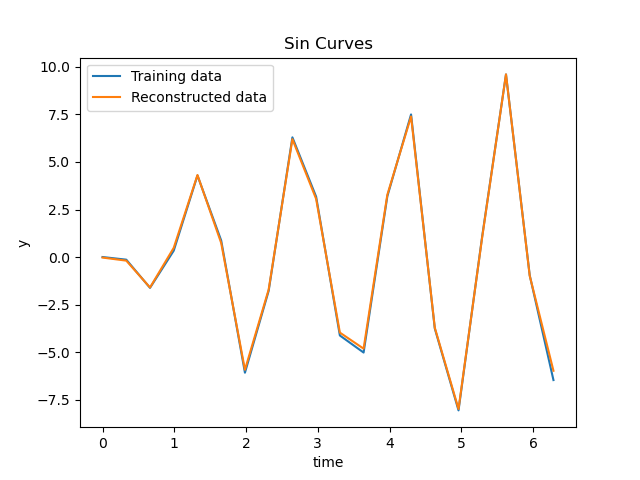 Sin Curves
Training data
Reconstructed data
10.0
7.5
5.0
2.5
0.0
−2.5
−5.0
−7.5
y
0 1 2 3 4 5 6
time